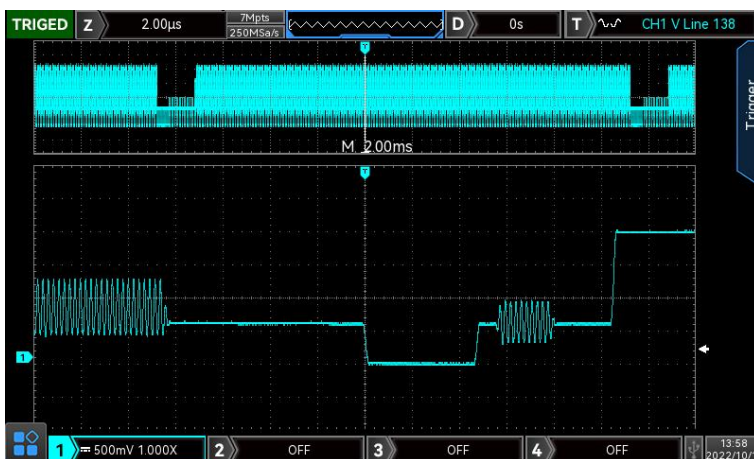 TRIGED Z 2.00μs 7Mpts D 0s T CH1 V Line 138
250MSa/s
T
Trigger
M 2.00ms
T
1
1 500mV 1.000X 2 OFF 3 OFF 4 OFF 13:58
2022/10/